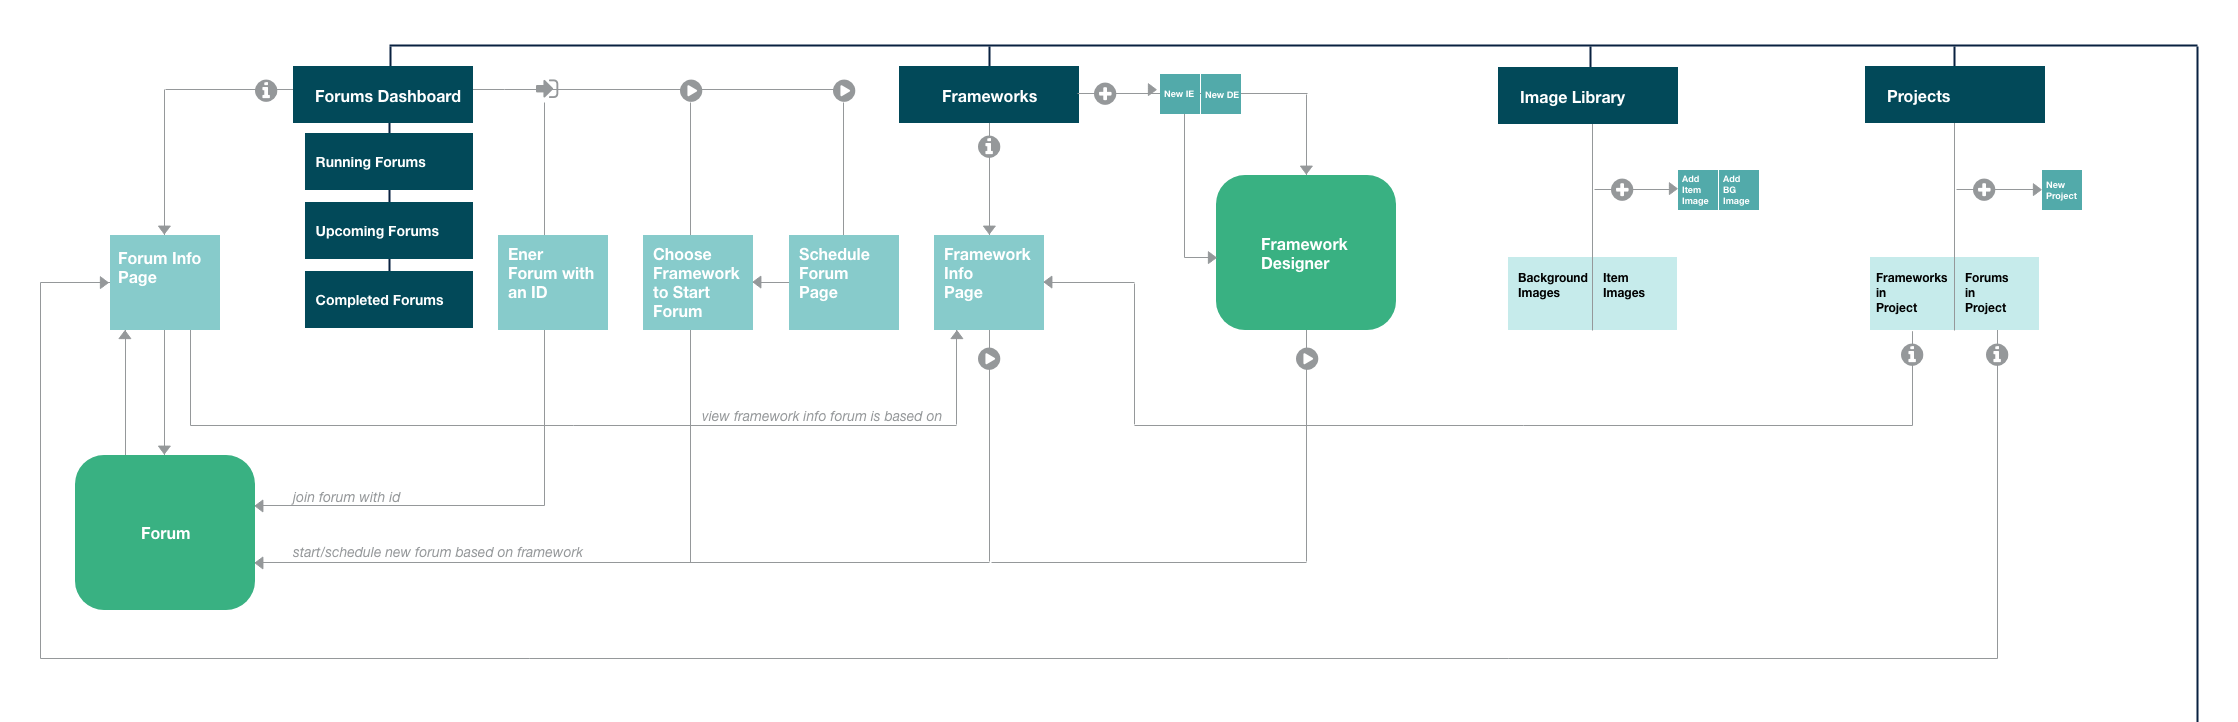 Forums Dashboard
Running Forums
Upcoming Forums
Completed Forums
Forum Info
Page
Ener
Forum with
an ID
Choose
Framework
to Start
Forum
Schedule
Forum
Page
Frameworks
New IE
New DE
Framework
Info
Page
Framework
Designer
Image Library
Add
Item
Image
Add
BG
Image
Background
Images
Item
Images
Projects
New
Project
Frameworks
in
Project
Forums
in
Project
view framework info forum is based on
join forum with id
start/schedule new forum based on framework
Forum